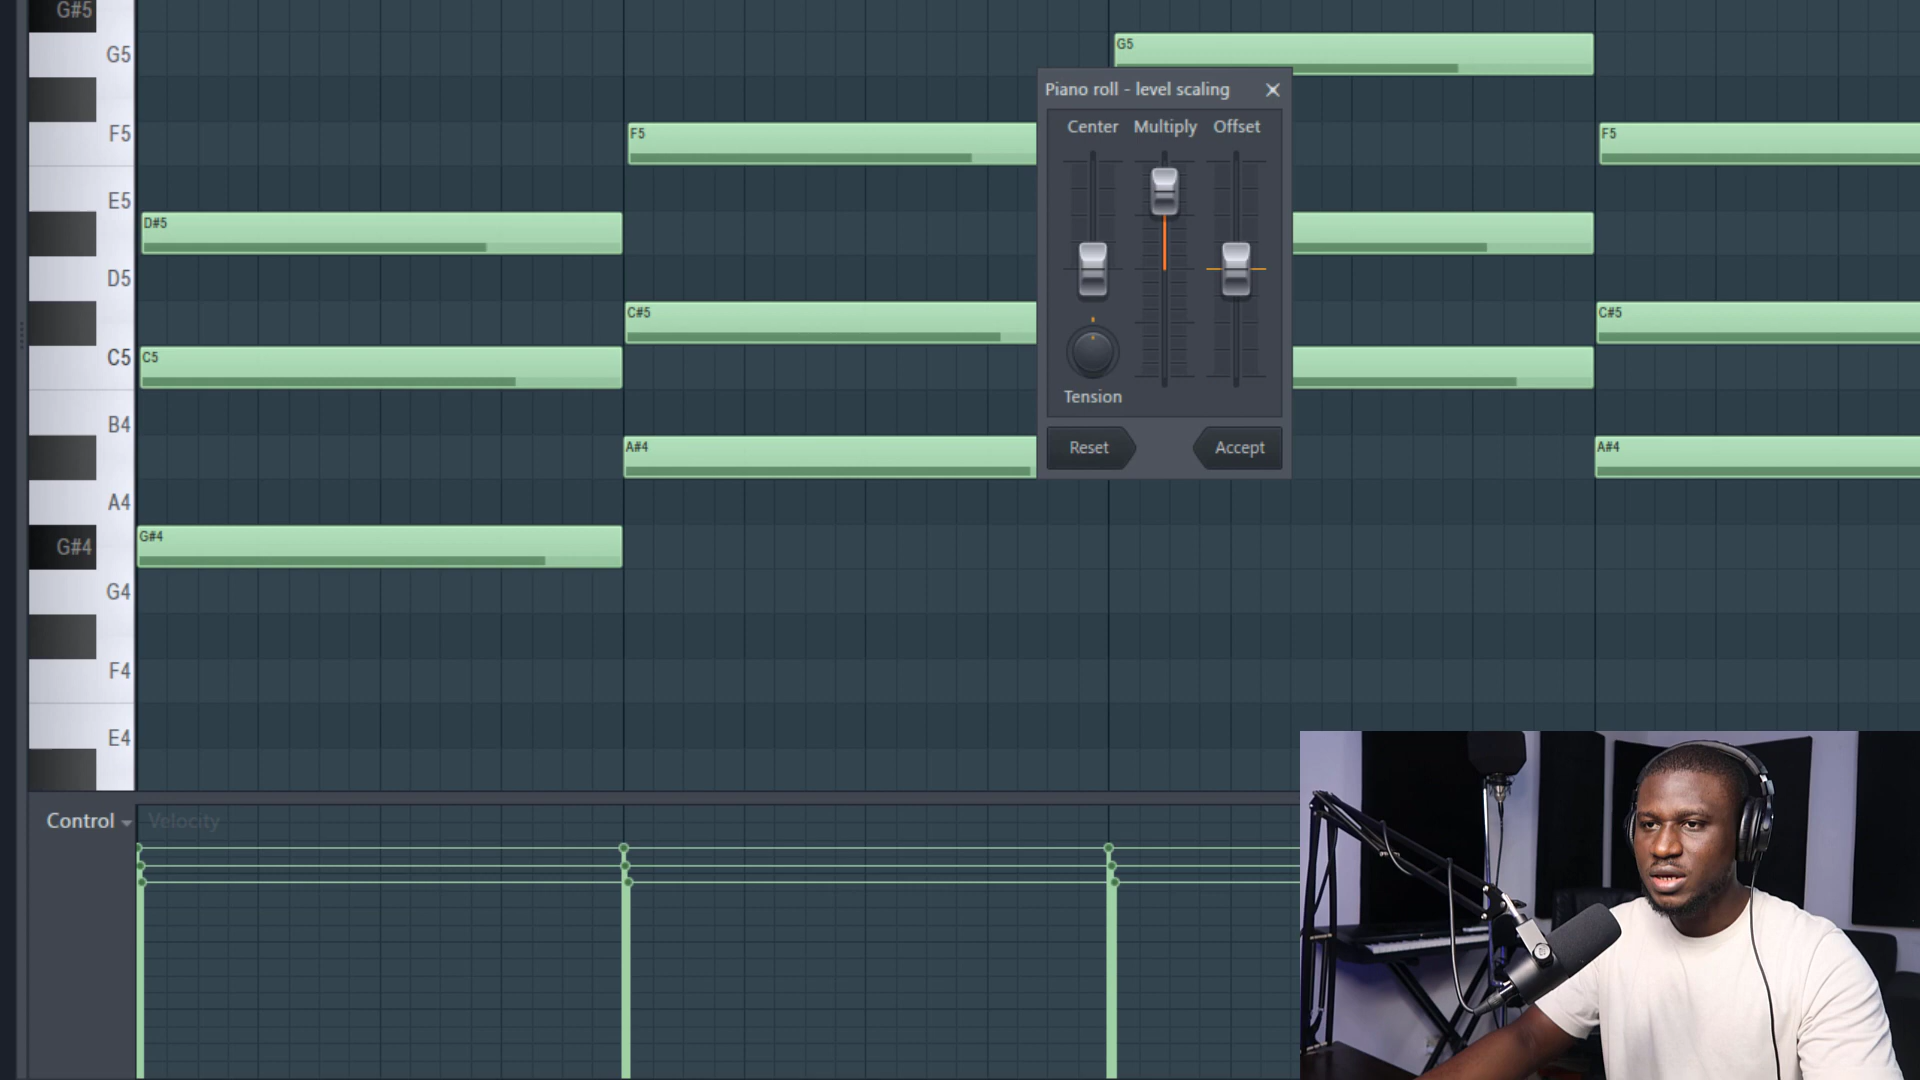 G#5
G5
G5
Piano roll - level scaling
Center Multiply Offset
F5
F5
F5
E5
D#5
D5
C#5
C#5
C5
C5
Tension
B4
A#4
Reset
Accept
A#4
A4
G#4
G#4
G4
F4
E4
Control
Velocity